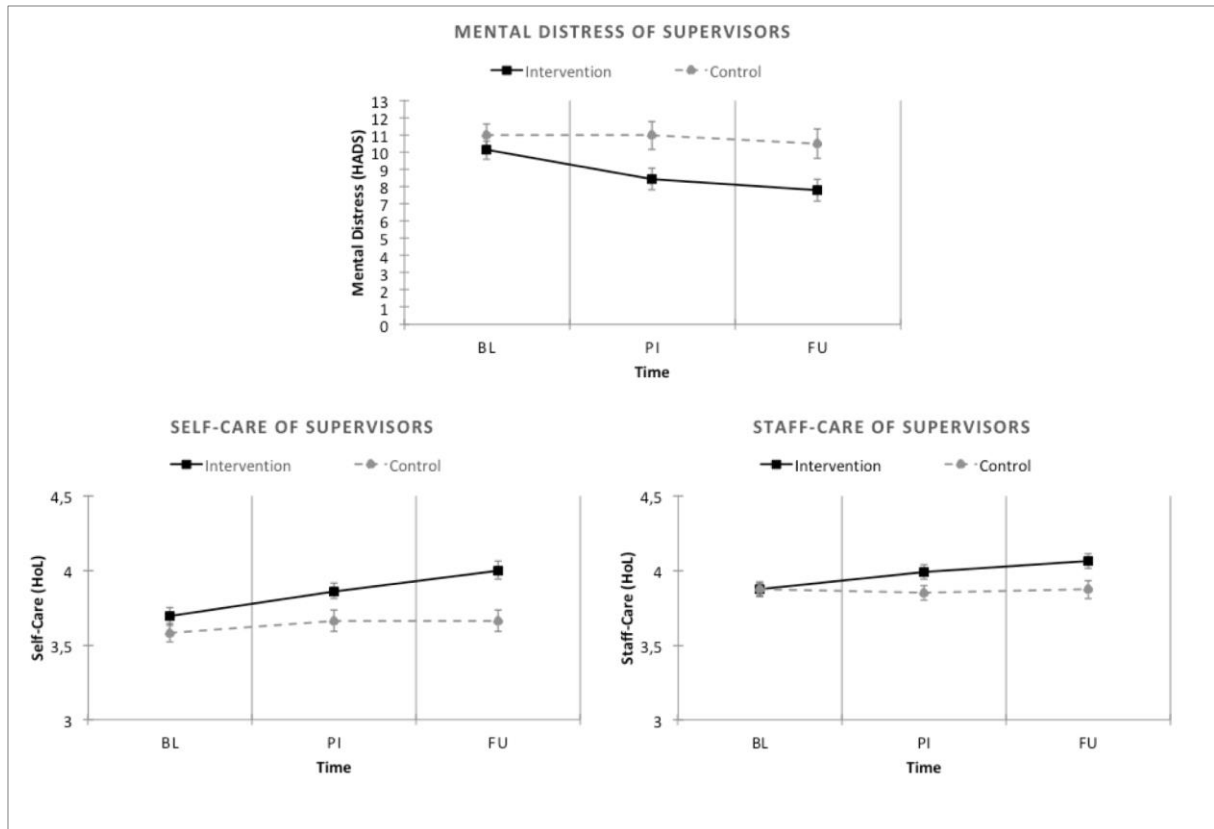 MENTAL DISTRESS OF SUPERVISORS
Intervention Control
13
12
11
10
9
8
7
6
5
4
3
2
1
0
Mental Distress (HADS)
BL PI FU
Time
SELF-CARE OF SUPERVISORS
Intervention Control
4,5
4
3,5
3
Self-Care (HoL)
BL PI FU
Time
STAFF-CARE OF SUPERVISORS
Intervention Control
4,5
4
3,5
3
Staff-Care (HoL)
BL PI FU
Time